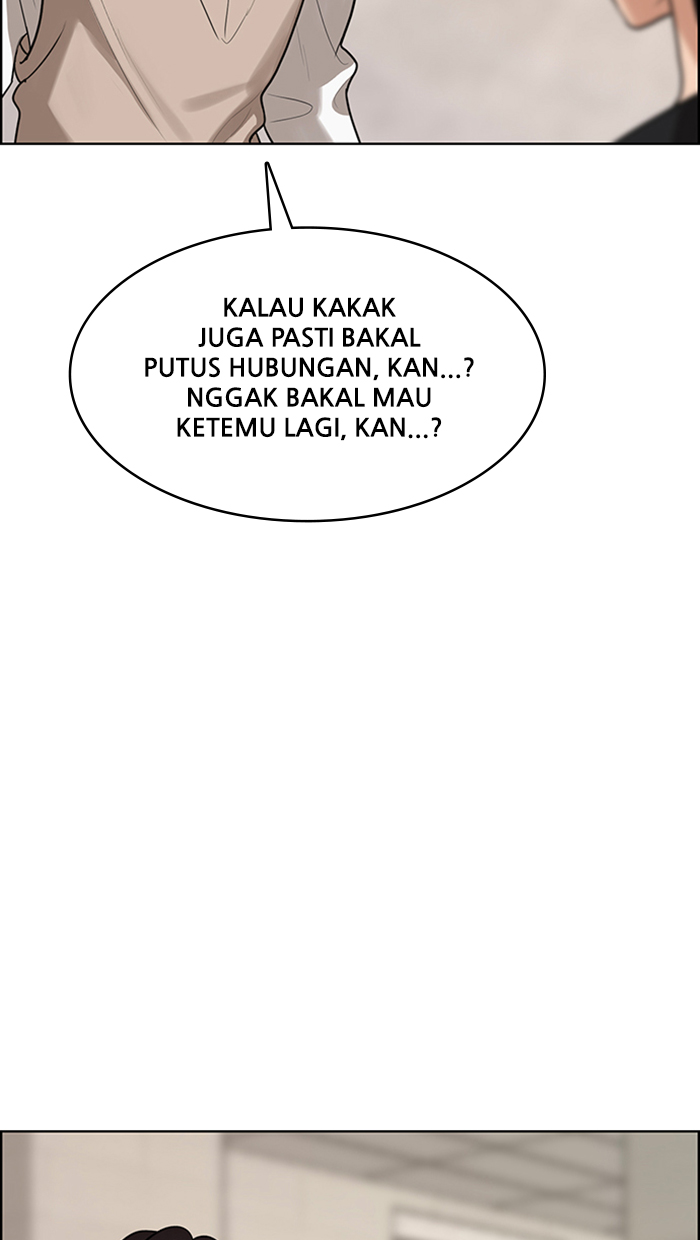 KALAU KAKAK
JUGA PASTI BAKAL
PUTUS HUBUNGAN, KAN...?
NGGAK BAKAL MAU
KETEMU LAGI, KAN...?